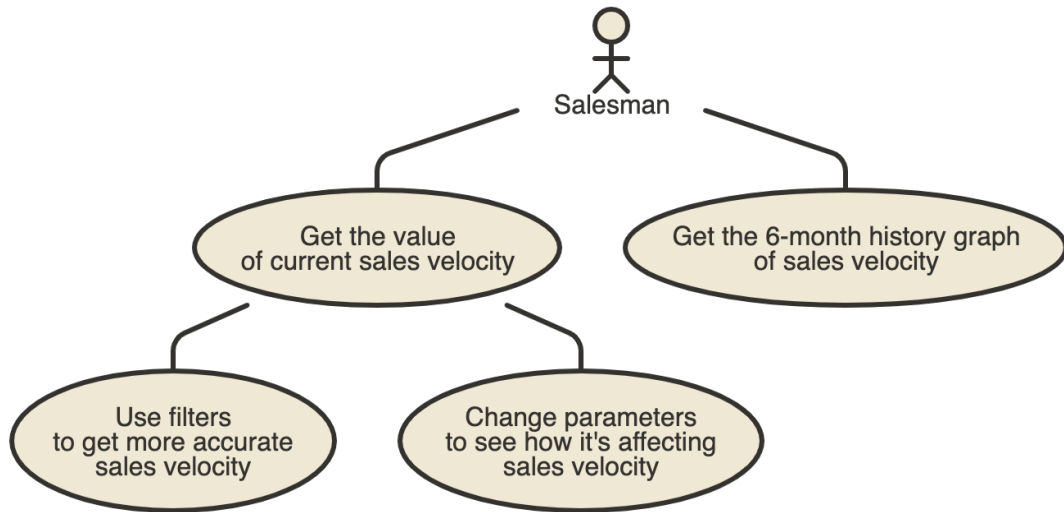 Salesman
Get the value
of current sales velocity
Get the 6-month history graph
of sales velocity
Use filters
to get more accurate
sales velocity
Change parameters
to see how it's affecting
sales velocity